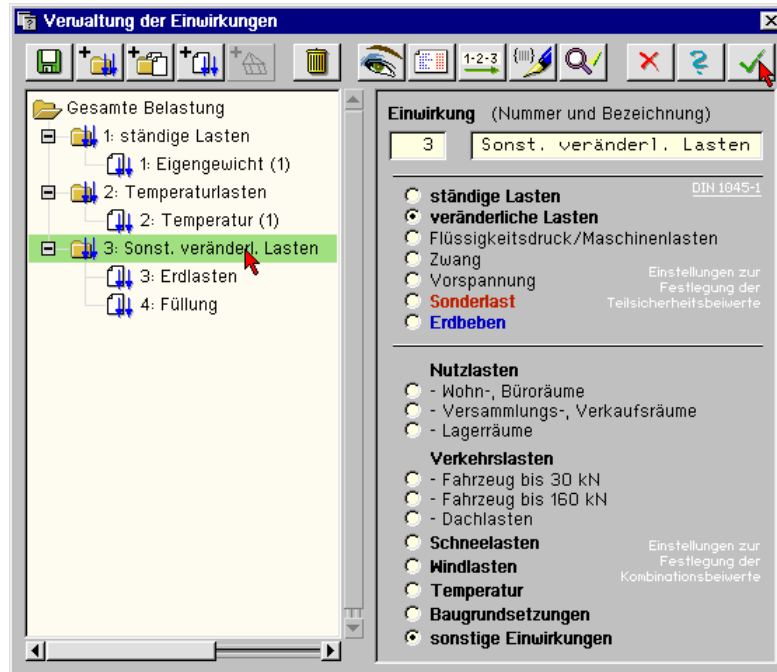 Verwaltung der Einwirkungen
1-2-3
Gesamte Belastung
1: ständige Lasten
1: Eigengewicht (1)
2: Temperaturlasten
2: Temperatur (1)
3: Sonst. veränderl. Lasten
3: Erdlasten
4: Füllung
Einwirkung (Nummer und Bezeichnung)
3 Sonst. veränderl. Lasten
DIN 1045-1
ständige Lasten
veränderliche Lasten
Flüssigkeitsdruck/Maschinenlasten
Zwang
Vorspannung
Sonderlast
Erdbeben
Einstellungen zur
Festlegung der
Teilsicherheitsbeiwerte
Nutzlasten
- Wohn-, Büroräume
- Versammlungs-, Verkaufsräume
- Lagerräume
Verkehrslasten
- Fahrzeug bis 30 kN
- Fahrzeug bis 160 kN
- Dachlasten
Schneelasten
Windlasten
Temperatur
Baugrundsetzungen
sonstige Einwirkungen
Einstellungen zur
Festlegung der
Kombinationsbeiwerte